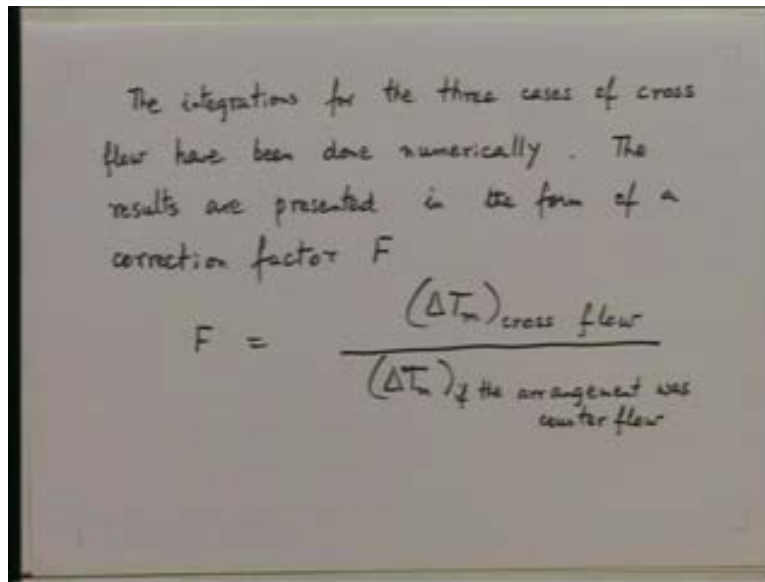 The integrations for the three cases of cross
flow have been done numerically. The
results are presented in the form of a
correction factor F
F = (ΔTm)cross flow
(ΔTm)if the arrangement was
counter flow